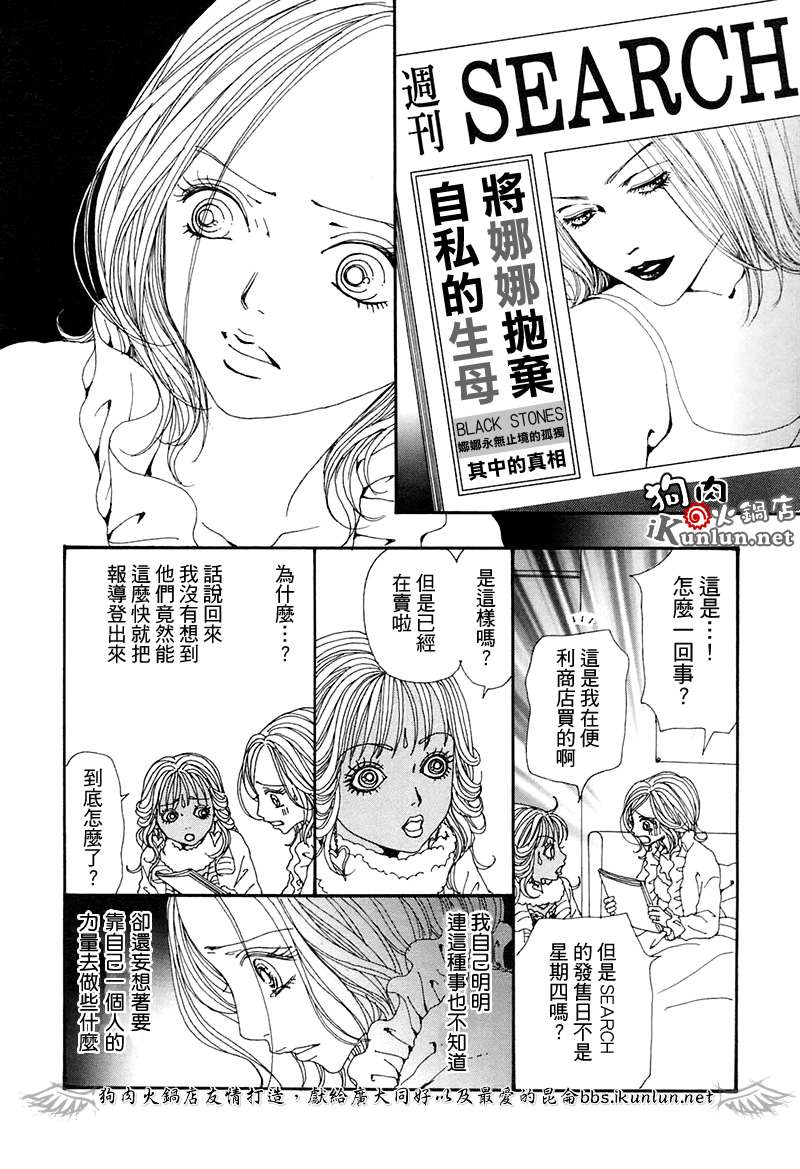 週刊
SEARCH
將娜娜拋棄
自私的生母
BLACK STONES
娜娜永無止境的孤獨
其中的真相
狗肉火鍋店
iKunlun.net
這是…！
怎麼一回事？
這是我在便
利商店買的啊
但是SEARCH
的發售日不是
星期四嗎？
是這樣嗎？
但是已經
在賣啦
為什麼…？
話說回來
我沒有想到
他們竟然能
這麼快就把
報導登出來
到底怎麼了？
我自己明明
連這種事也不知道
卻還妄想著要
靠自己一個人的
力量去做些什麼
狗肉火鍋店友情打造，獻給廣大同好以及最愛的昆侖bbs.ikunlun.net